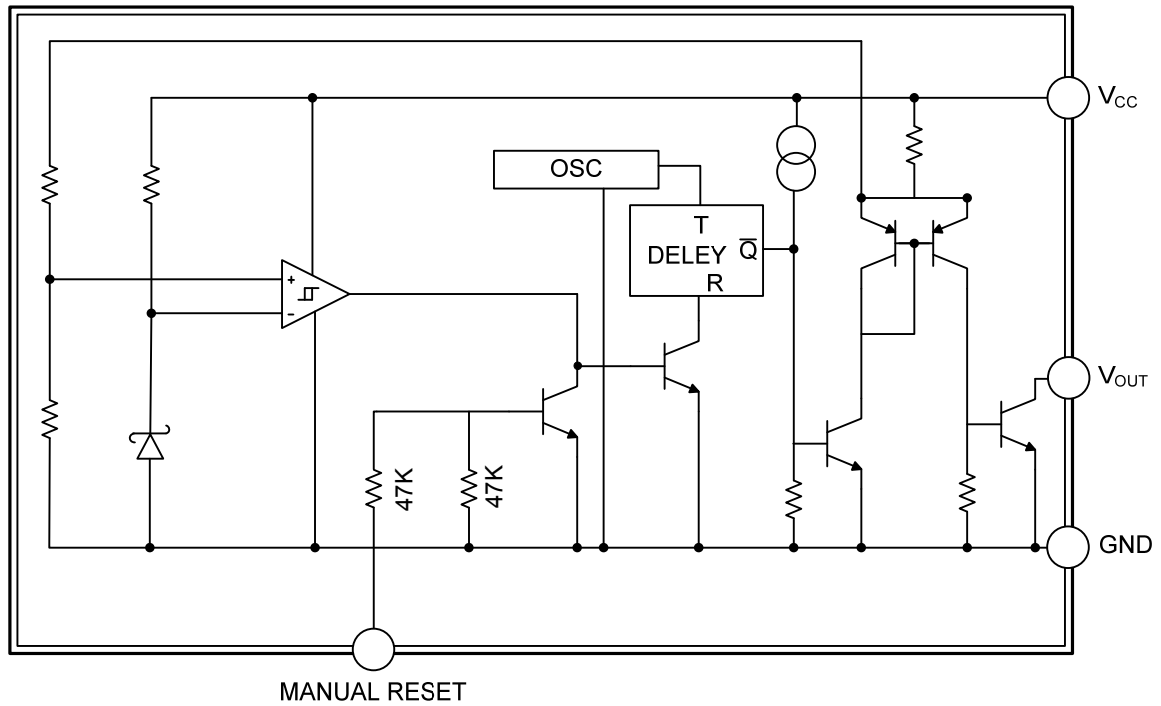 VCC
OSC
T
DELEY Q̅
R
+
-
VOUT
47K
47K
GND
MANUAL RESET